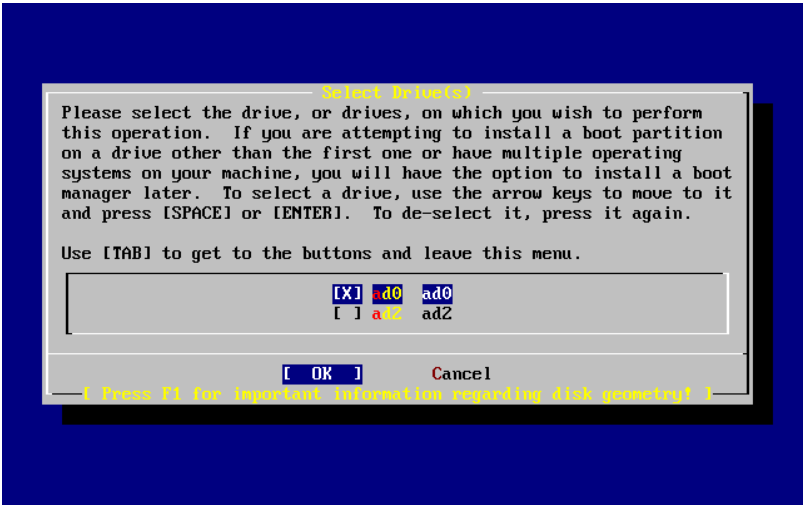 Select Drive(s)
Please select the drive, or drives, on which you wish to perform
this operation.  If you are attempting to install a boot partition
on a drive other than the first one or have multiple operating
systems on your machine, you will have the option to install a boot
manager later.  To select a drive, use the arrow keys to move to it
and press [SPACE] or [ENTER].  To de-select it, press it again.
Use [TAB] to get to the buttons and leave this menu.
[X] ad0 ad0
[ ] ad2 ad2
[ OK ] Cancel
[ Press F1 for important information regarding disk geometry! ]